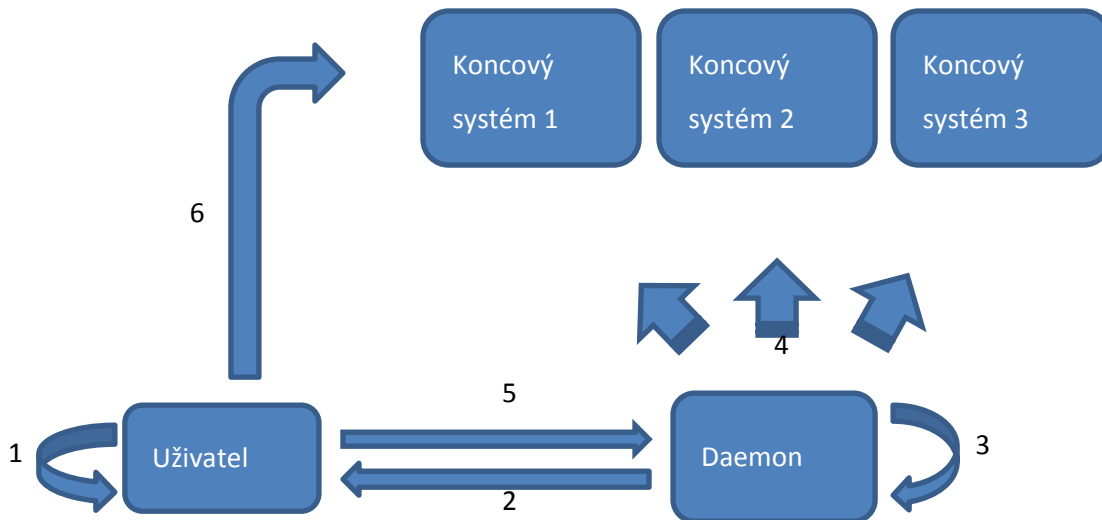 Koncový
systém 1
Koncový
systém 2
Koncový
systém 3
6
4
5
1
Uživatel
Daemon
3
2